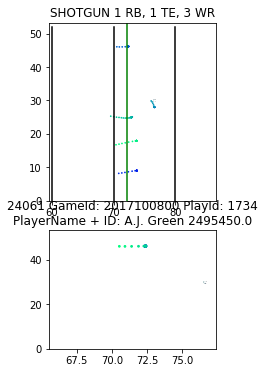 SHOTGUN 1 RB, 1 TE, 3 WR
50
40
30
20
10
0
60 70 80
24061 GameId: 2017100800 PlayId: 1734
PlayerName + ID: A.J. Green 2495450.0
40
20
0
67.5 70.0 72.5 75.0